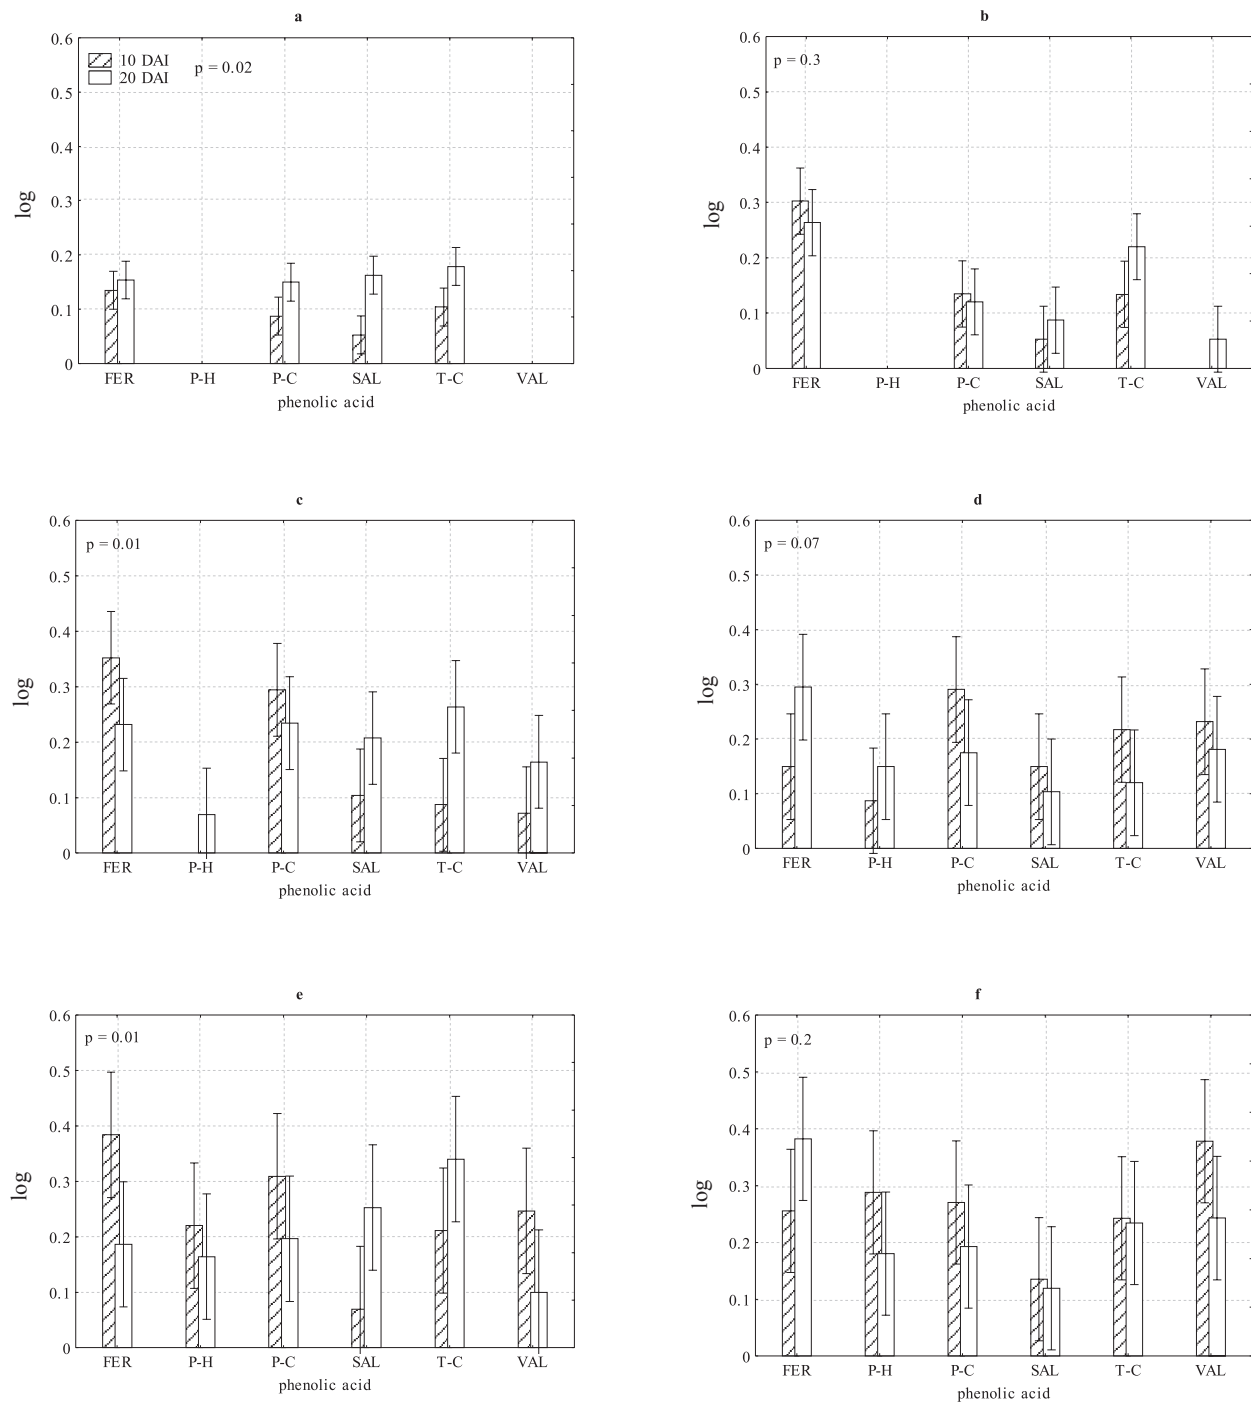 a
0.6
0.5
0.4
0.3
0.2
0.1
0
log
10 DAI
20 DAI
p = 0.02
FER P-H P-C SAL T-C VAL
phenolic acid
b
0.6
0.5
0.4
0.3
0.2
0.1
0
log
p = 0.3
FER P-H P-C SAL T-C VAL
phenolic acid
c
0.6
0.5
0.4
0.3
0.2
0.1
0
log
p = 0.01
FER P-H P-C SAL T-C VAL
phenolic acid
d
0.6
0.5
0.4
0.3
0.2
0.1
0
log
p = 0.07
FER P-H P-C SAL T-C VAL
phenolic acid
e
0.6
0.5
0.4
0.3
0.2
0.1
0
log
p = 0.01
FER P-H P-C SAL T-C VAL
phenolic acid
f
0.6
0.5
0.4
0.3
0.2
0.1
0
log
p = 0.2
FER P-H P-C SAL T-C VAL
phenolic acid